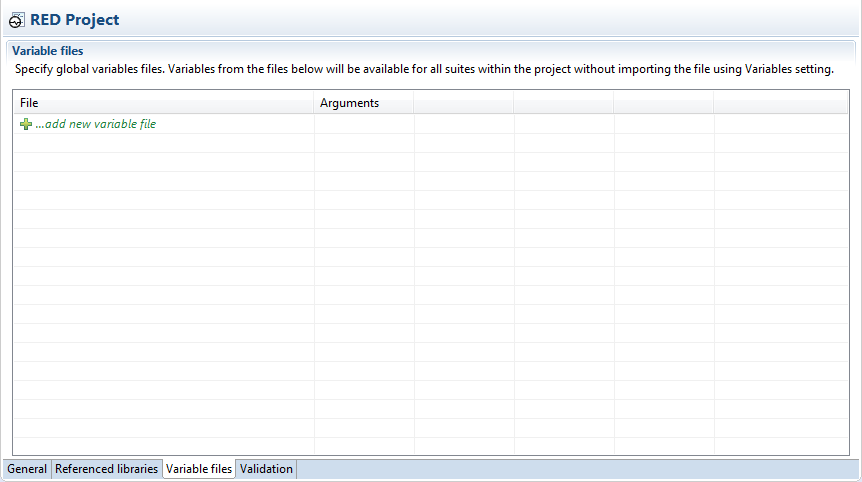 RED Project
Variable files
Specify global variables files. Variables from the files below will be available for all suites within the project without importing the file using Variables setting.
File Arguments
...add new variable file
General Referenced libraries Variable files Validation